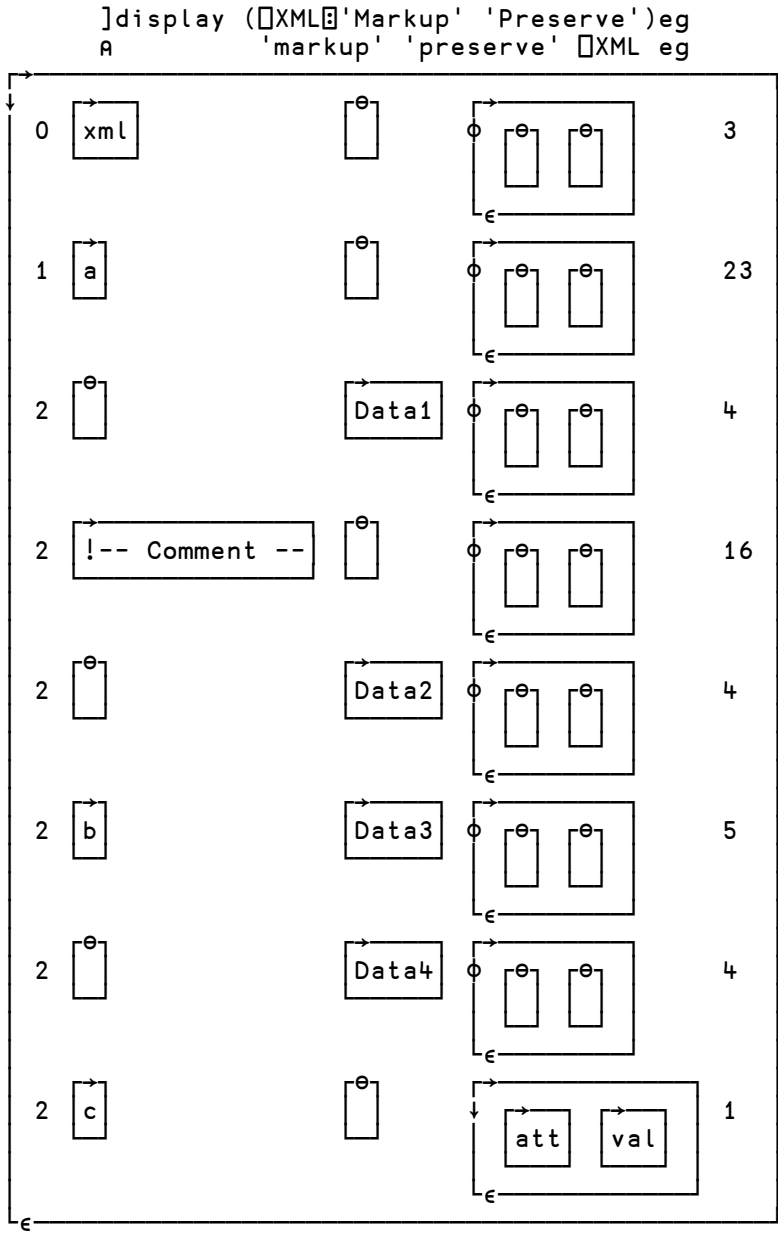 ]display (⎕XML⍠'Markup' 'Preserve')eg
⍝ 'markup' 'preserve' ⎕XML eg
0 xml 3
1 a 23
2 Data1 4
2 !-- Comment -- 16
2 Data2 4
2 b Data3 5
2 Data4 4
2 c att val 1